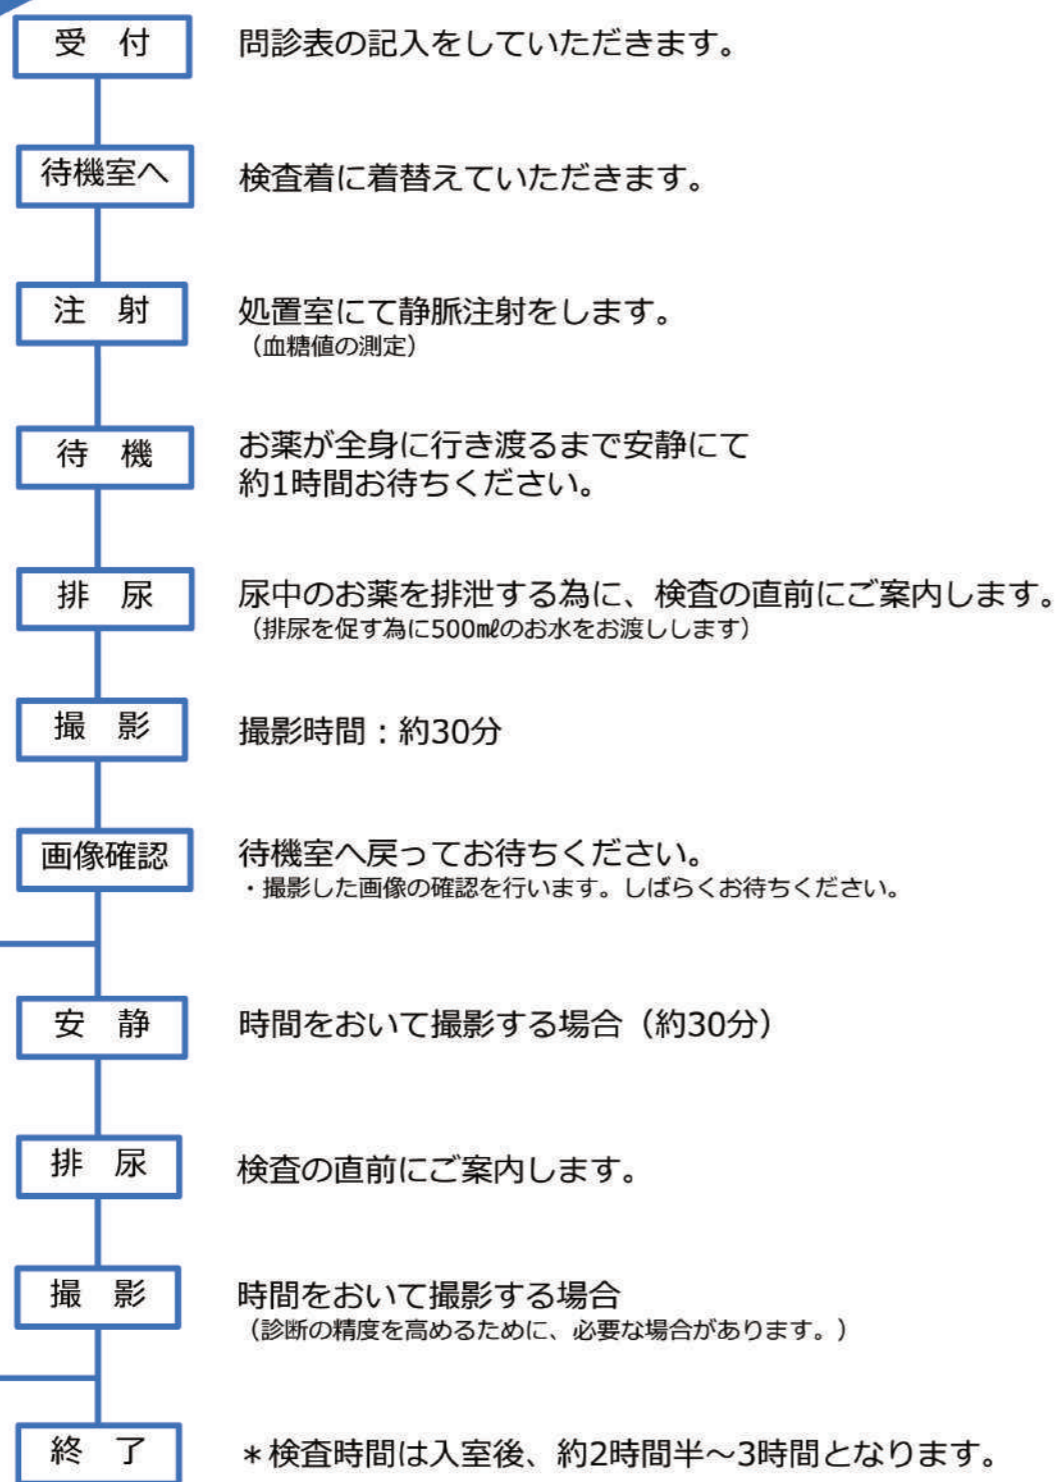 受　付
問診表の記入をしていただきます。
待機室へ
検査着に着替えていただきます。
注　射
処置室にて静脈注射をします。
（血糖値の測定）
待　機
お薬が全身に行き渡るまで安静にて
約1時間お待ちください。
排　尿
尿中のお薬を排泄する為に、検査の直前にご案内します。
（排尿を促す為に500㎖のお水をお渡しします）
撮　影
撮影時間：約30分
画像確認
待機室へ戻ってお待ちください。
・撮影した画像の確認を行います。しばらくお待ちください。
安　静
時間をおいて撮影する場合（約30分）
排　尿
検査の直前にご案内します。
撮　影
時間をおいて撮影する場合
（診断の精度を高めるために、必要な場合があります。）
終　了
＊検査時間は入室後、約2時間半～3時間となります。